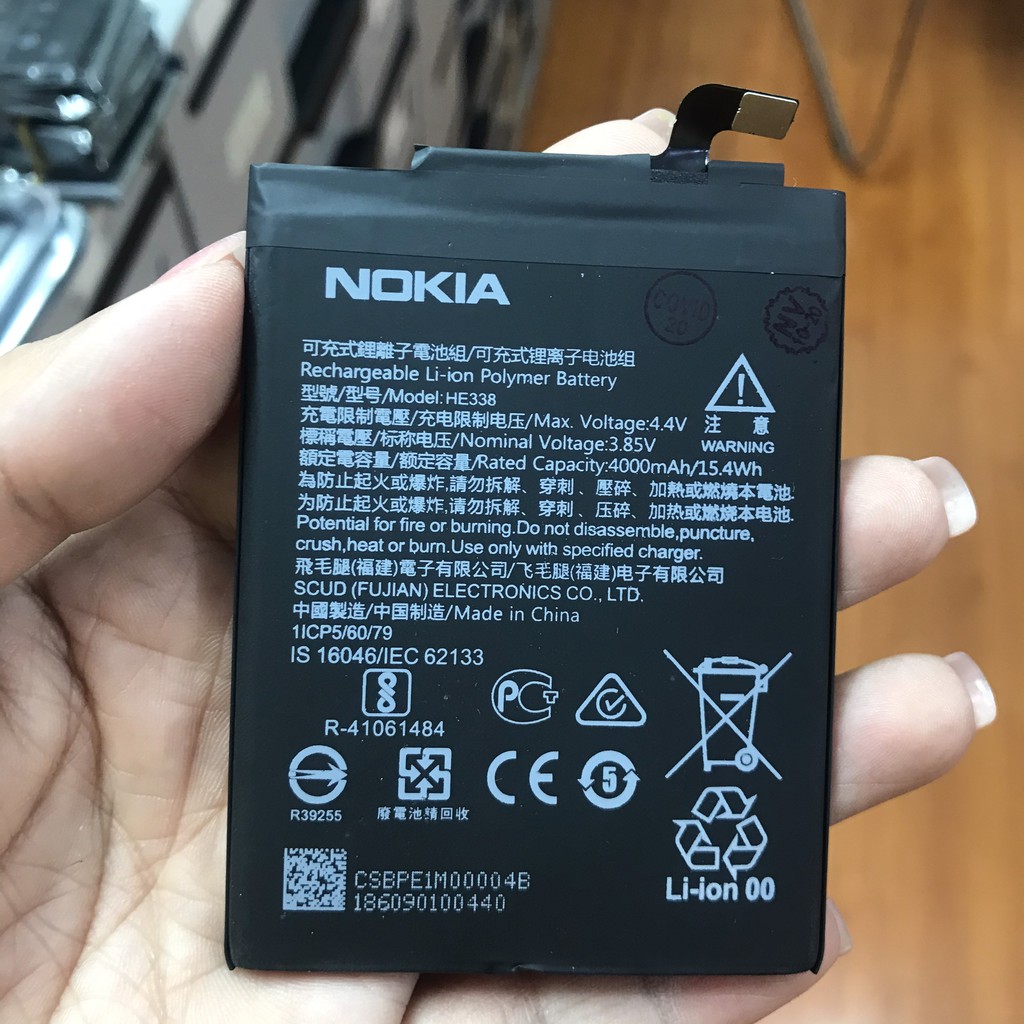 NOKIA
COVID
20
NV
20
可充式鋰離子電池組/可充式锂离子电池组
Rechargeable Li-ion Polymer Battery
型號/型号/Model:HE338
充電限制電壓/充电限制电压/Max. Voltage:4.4V
標稱電壓/标称电压/Nominal Voltage:3.85V
額定電容量/额定容量/Rated Capacity:4000mAh/15.4Wh
注 意
WARNING
為防止起火或爆炸,請勿拆解、穿刺、壓碎、加熱或燃燒本電池.
为防止起火或爆炸,请勿拆解、穿刺、压碎、加热或燃烧本电池.
Potential for fire or burning.Do not disassemble,puncture,
crush,heat or burn.Use only with specified charger.
飛毛腿(福建)電子有限公司/飞毛腿(福建)电子有限公司
SCUD (FUJIAN) ELECTRONICS CO., LTD.
中國製造/中国制造/Made in China
1ICP5/60/79
IS 16046/IEC 62133
R-41061484
PCT
R39255
廢電池請回收
CE
5
CSBPE1M00004B
186090100440
Li-ion 00